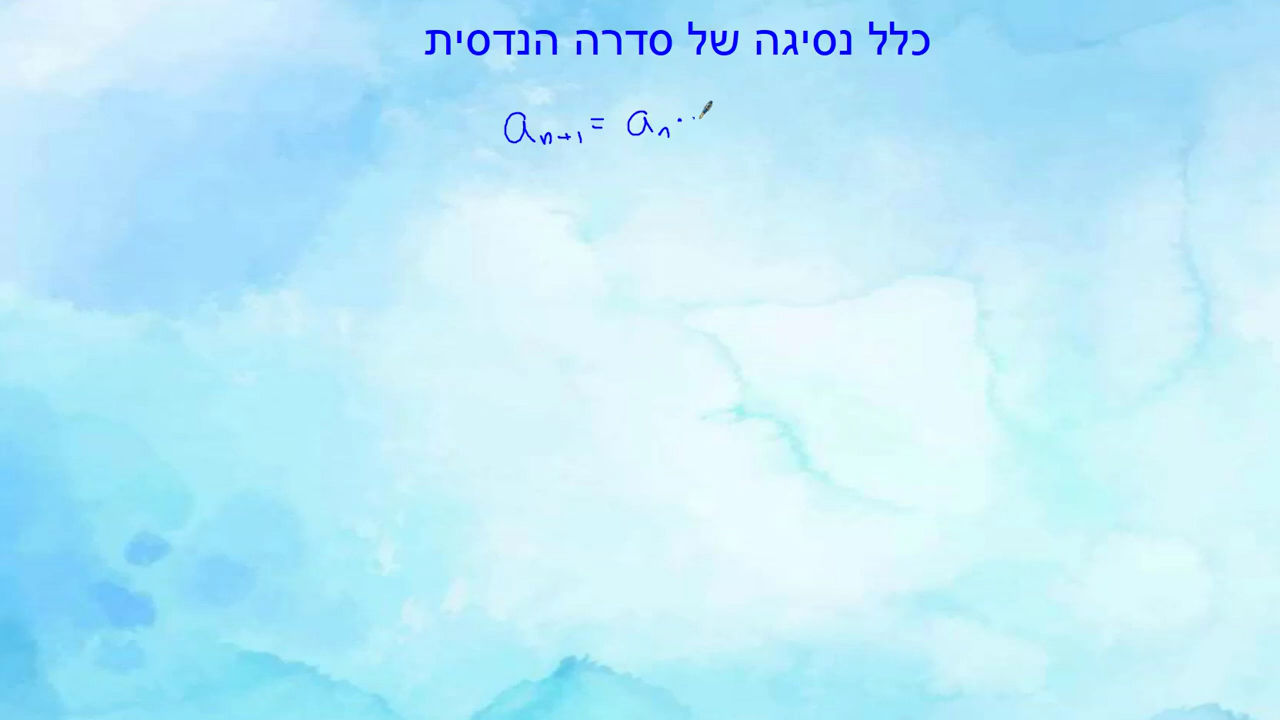 כלל נסיגה של סדרה הנדסית
a_{n+1} = a_n ·